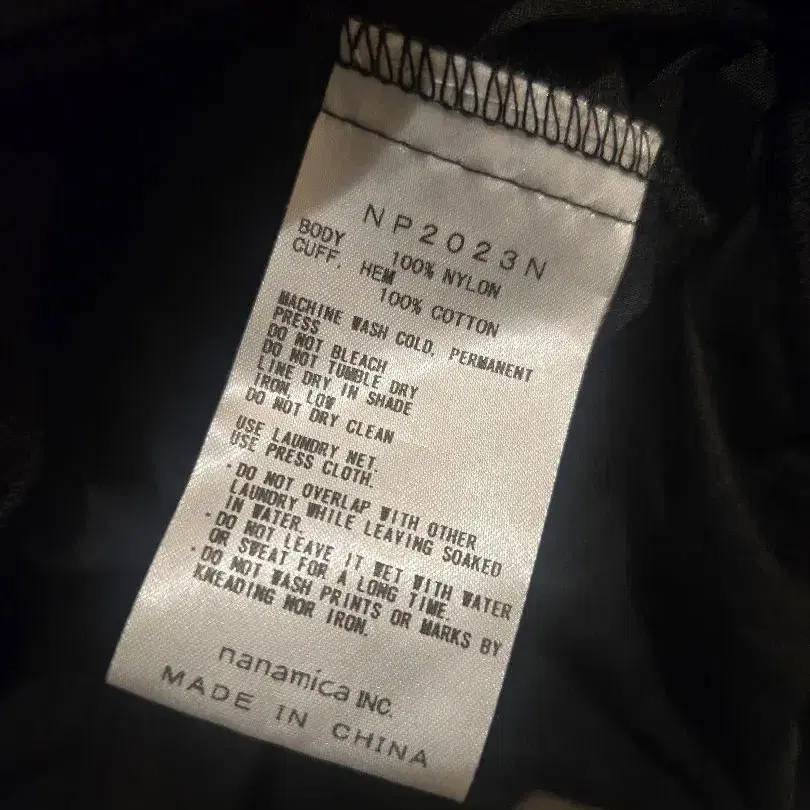 NP2023N
BODY 100% NYLON
CUFF, HEM
100% COTTON
MACHINE WASH COLD, PERMANENT
PRESS
DO NOT BLEACH
DO NOT TUMBLE DRY
LINE DRY IN SHADE
IRON, LOW
DO NOT DRY CLEAN
USE LAUNDRY NET.
USE PRESS CLOTH.
・DO NOT OVERLAP WITH OTHER
LAUNDRY WHILE LEAVING SOAKED
IN WATER.
・DO NOT LEAVE IT WET WITH WATER
OR SWEAT FOR A LONG TIME.
・DO NOT WASH PRINTS OR MARKS BY
KNEADING NOR IRON.
nanamica INC.
MADE IN CHINA